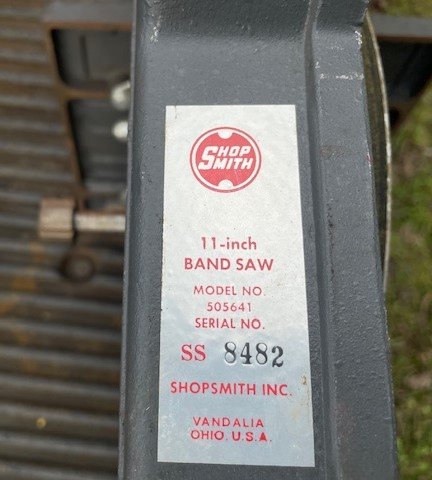 SHOP
SMITH
11-inch
BAND SAW
MODEL NO.
505641
SERIAL NO.
SS 8482
SHOPSMITH INC.
VANDALIA
OHIO, U.S.A.